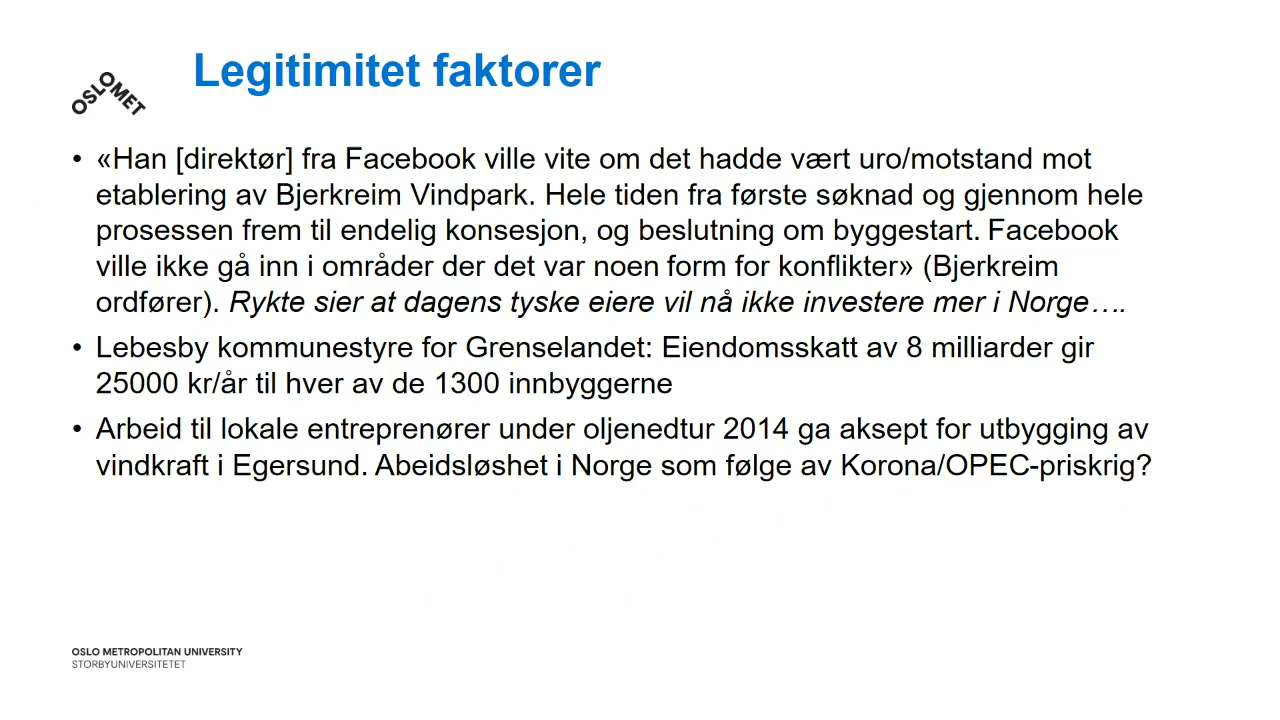 Legitimitet faktorer
OSLOMET
• «Han [direktør] fra Facebook ville vite om det hadde vært uro/motstand mot
etablering av Bjerkreim Vindpark. Hele tiden fra første søknad og gjennom hele
prosessen frem til endelig konsesjon, og beslutning om byggestart. Facebook
ville ikke gå inn i områder der det var noen form for konflikter» (Bjerkreim
ordfører). Rykte sier at dagens tyske eiere vil nå ikke investere mer i Norge….
• Lebesby kommunestyre for Grenselandet: Eiendomsskatt av 8 milliarder gir
25000 kr/år til hver av de 1300 innbyggerne
• Arbeid til lokale entreprenører under oljenedtur 2014 ga aksept for utbygging av
vindkraft i Egersund. Abeidsløshet i Norge som følge av Korona/OPEC-priskrig?
OSLO METROPOLITAN UNIVERSITY
STORBYUNIVERSITETET